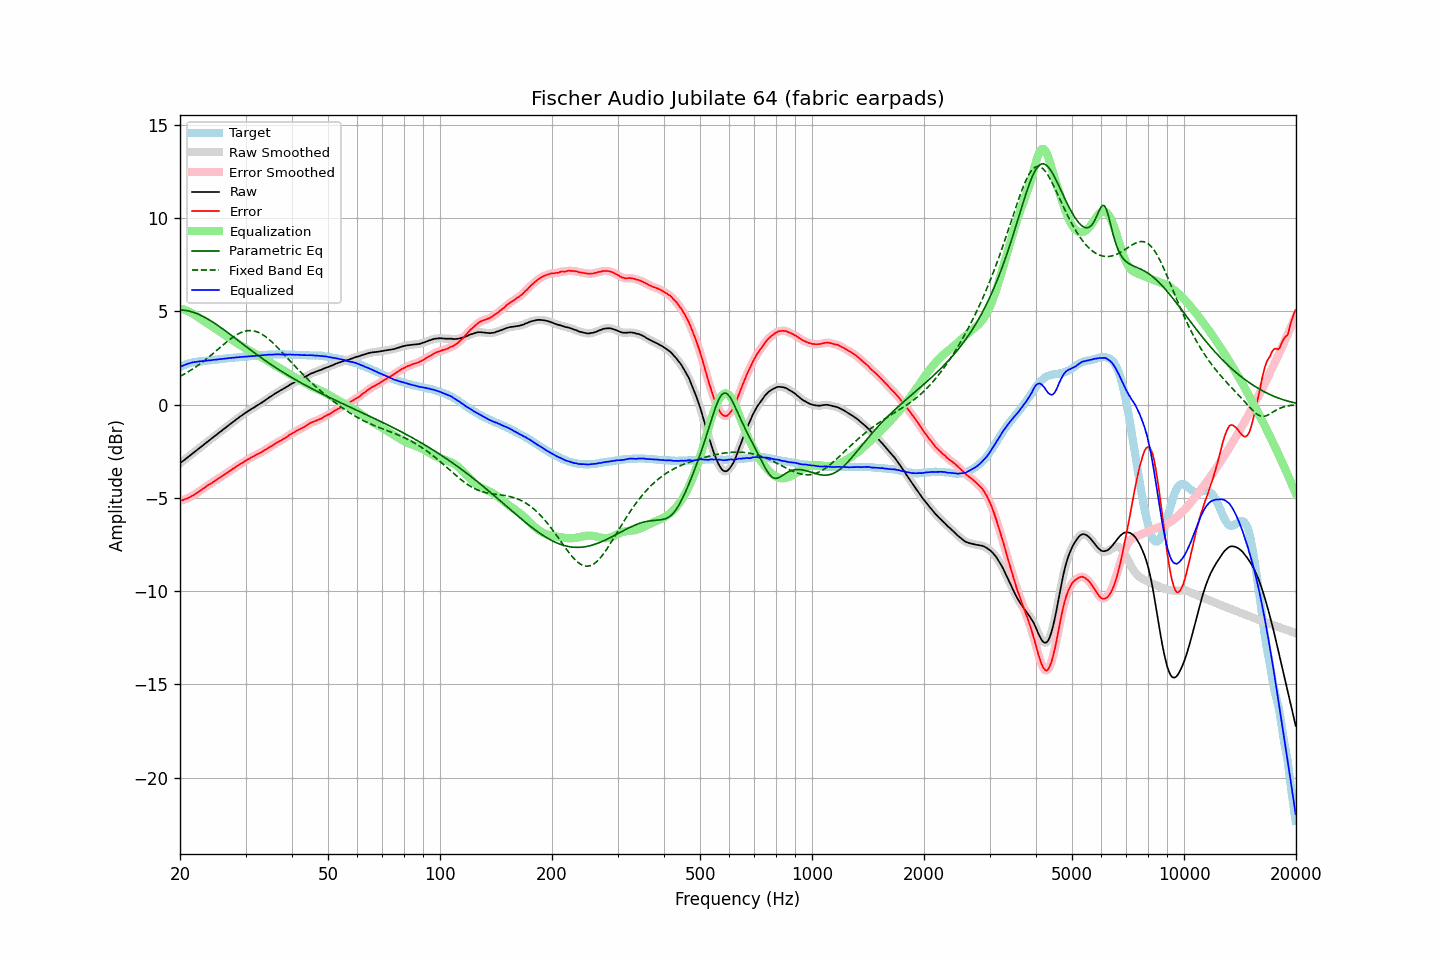 Fischer Audio Jubilate 64 (fabric earpads)
Target
Raw Smoothed
Error Smoothed
Raw
Error
Equalization
Parametric Eq
Fixed Band Eq
Equalized
15
10
5
0
−5
−10
−15
−20
Amplitude (dBr)
20 50 100 200 500 1000 2000 5000 10000 20000
Frequency (Hz)